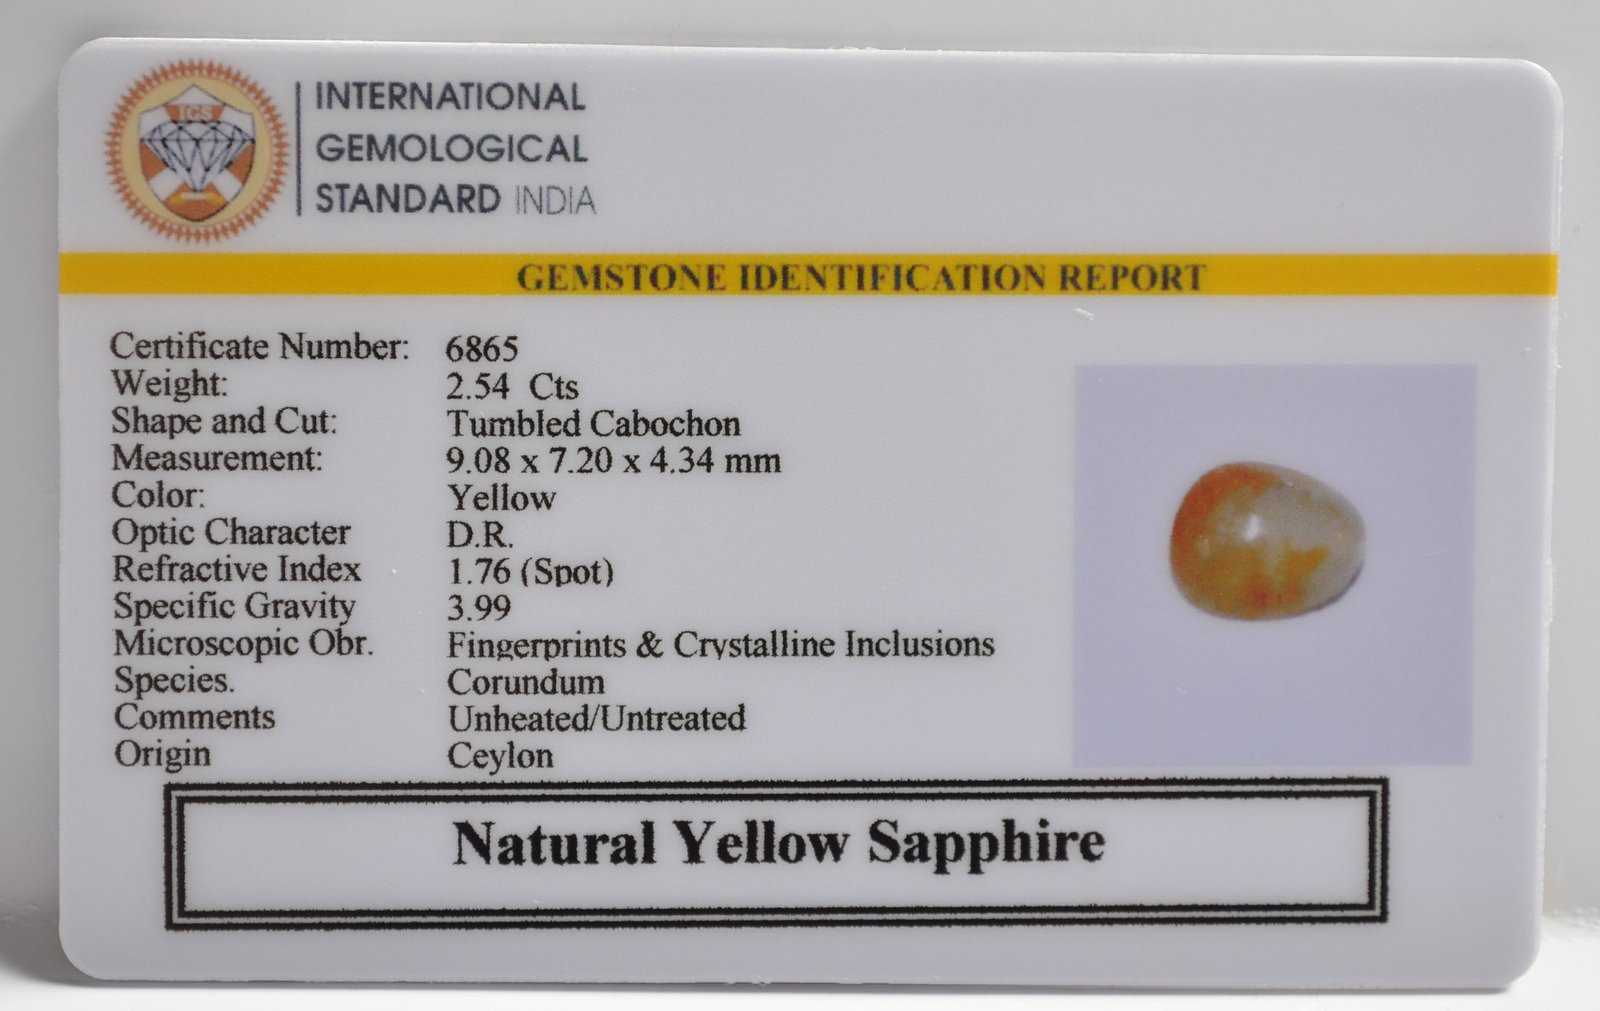 IGS
INTERNATIONAL
GEMOLOGICAL
STANDARD INDIA
GEMSTONE IDENTIFICATION REPORT
Certificate Number: 6865
Weight: 2.54 Cts
Shape and Cut: Tumbled Cabochon
Measurement: 9.08 x 7.20 x 4.34 mm
Color: Yellow
Optic Character D.R.
Refractive Index 1.76 (Spot)
Specific Gravity 3.99
Microscopic Obr. Fingerprints & Crystalline Inclusions
Species. Corundum
Comments Unheated/Untreated
Origin Ceylon
Natural Yellow Sapphire